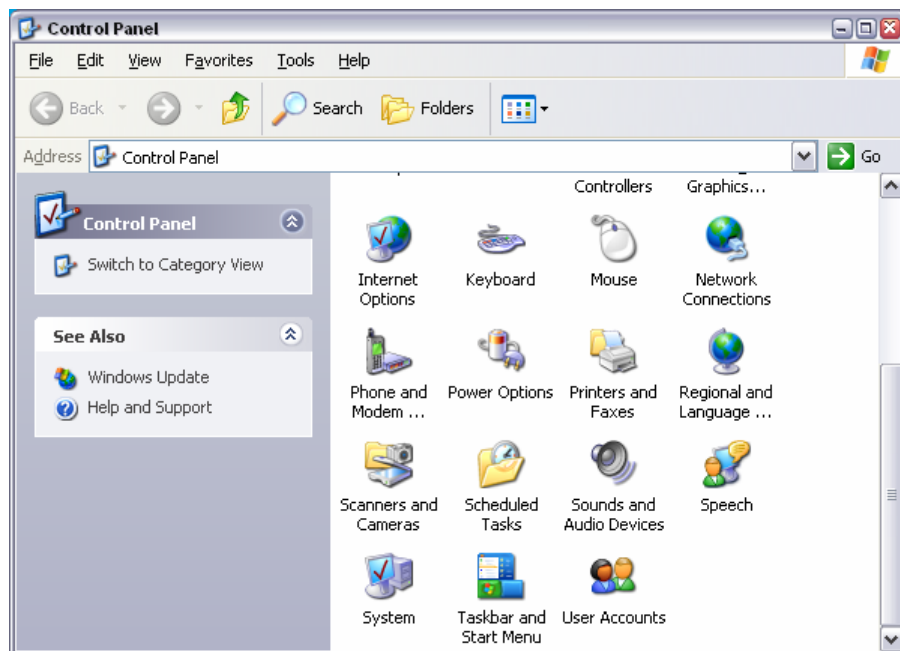 Control Panel
File Edit View Favorites Tools Help
Back Search Folders
Address Control Panel Go
Control Panel
Switch to Category View
See Also
Windows Update
Help and Support
Controllers Graphics...
Internet Options
Keyboard
Mouse
Network Connections
Phone and Modem ...
Power Options
Printers and Faxes
Regional and Language ...
Scanners and Cameras
Scheduled Tasks
Sounds and Audio Devices
Speech
System
Taskbar and Start Menu
User Accounts